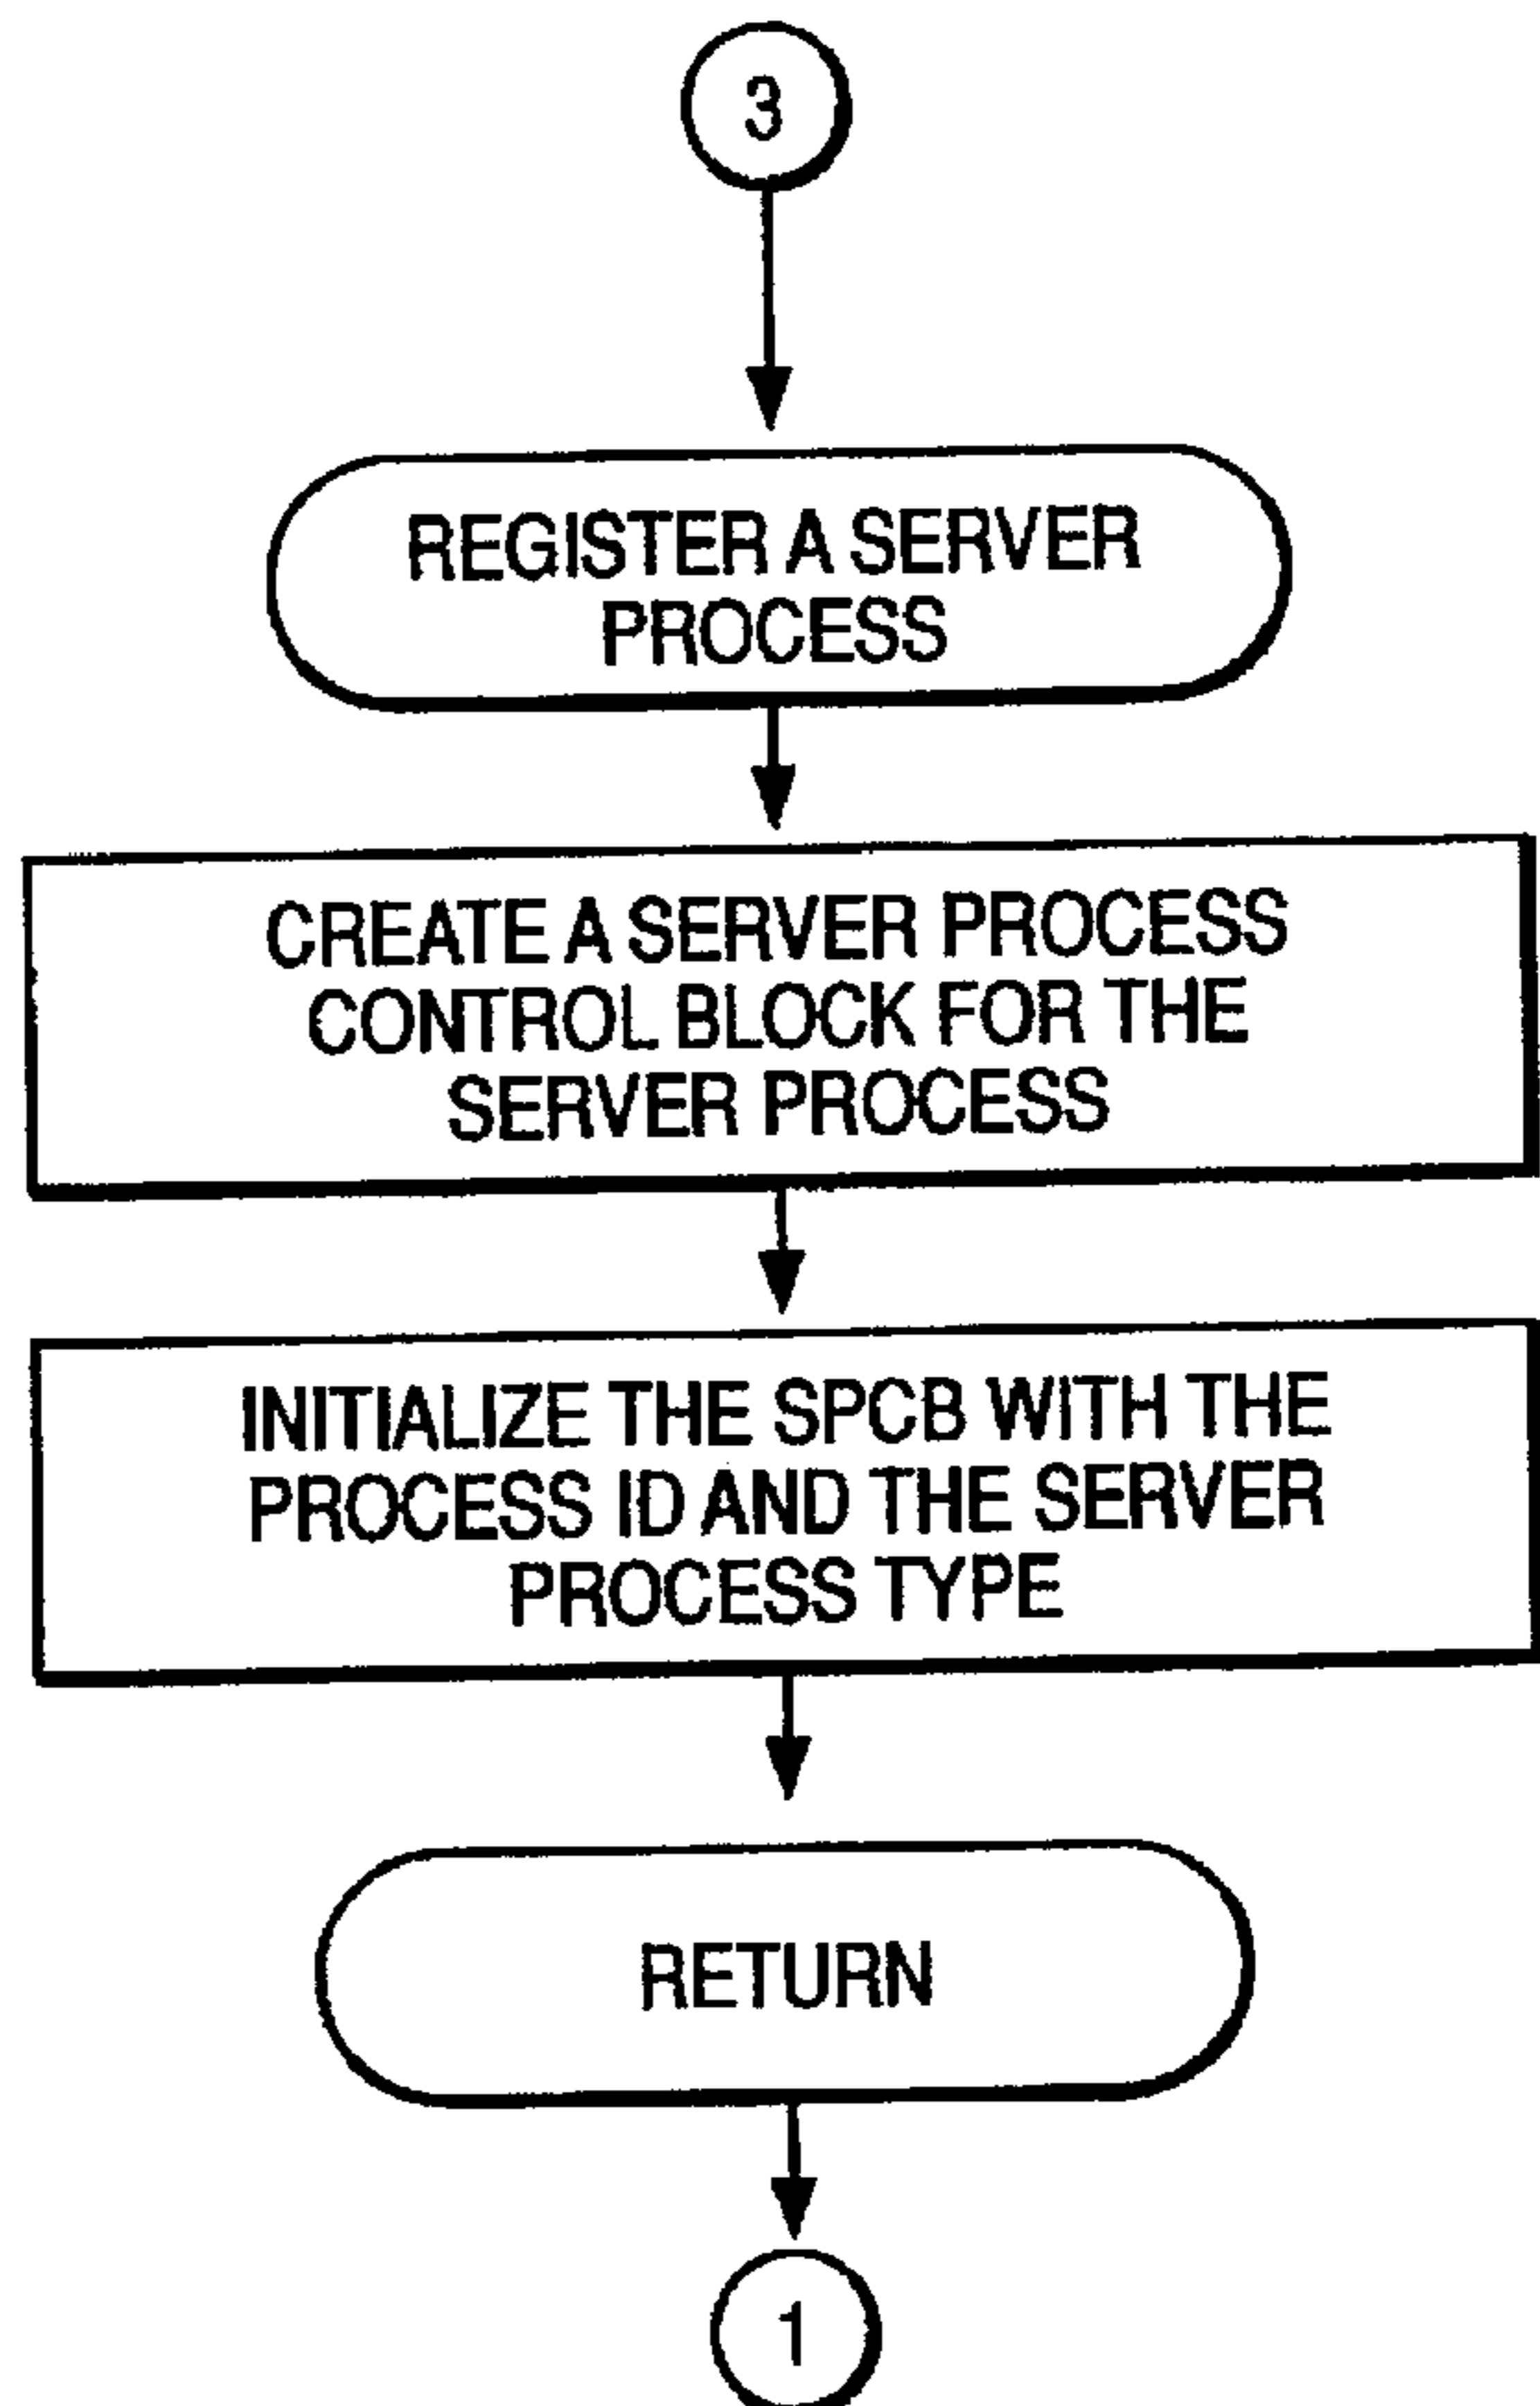 3
REGISTER A SERVER
PROCESS
CREATE A SERVER PROCESS
CONTROL BLOCK FOR THE
SERVER PROCESS
INITIALIZE THE SPCB WITH THE
PROCESS ID AND THE SERVER
PROCESS TYPE
RETURN
1